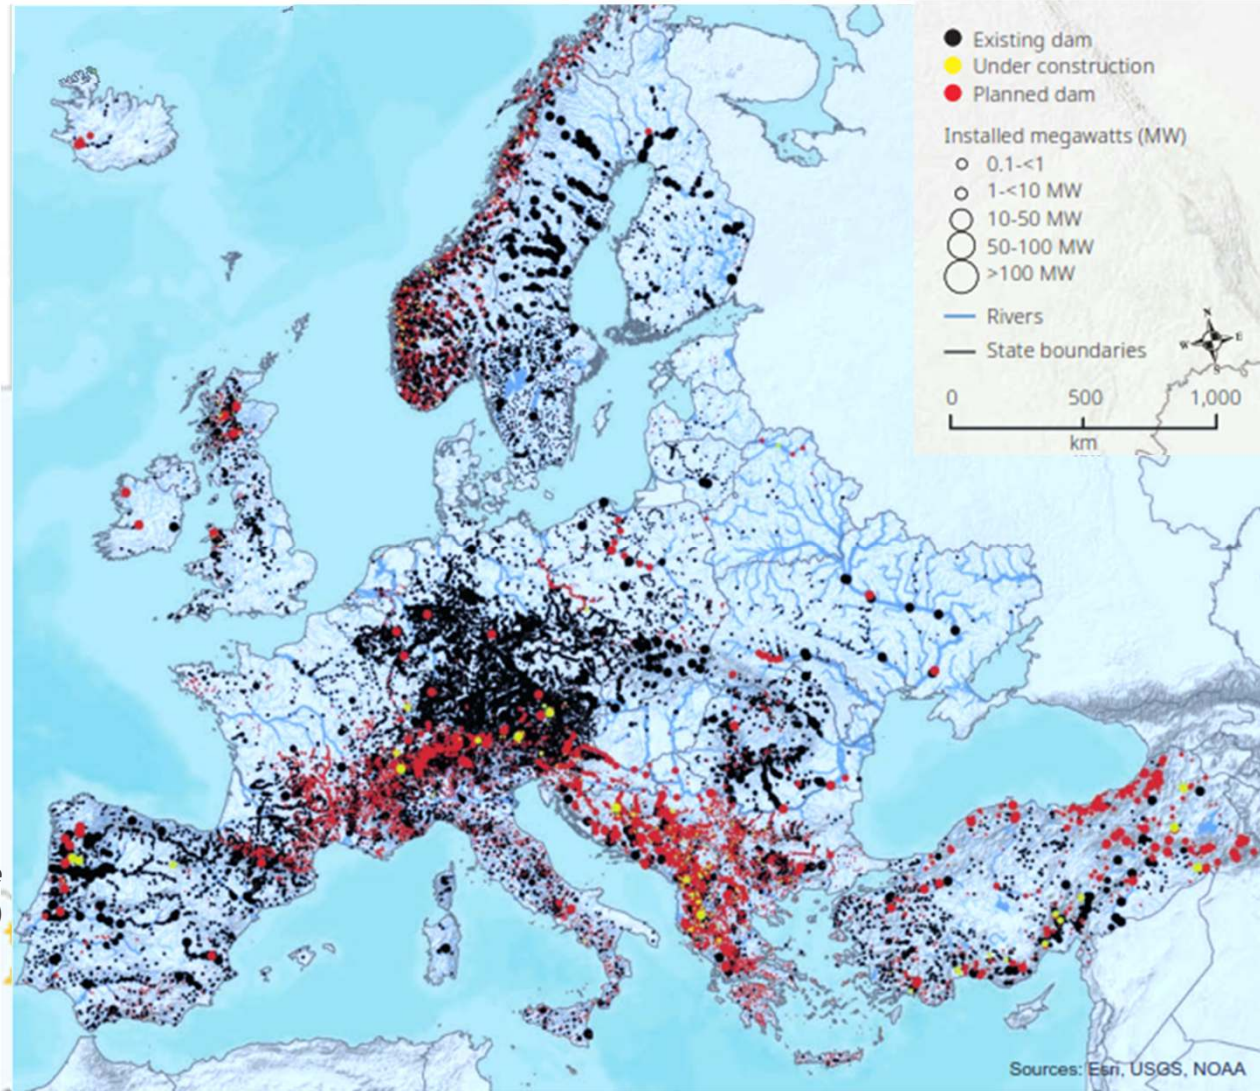 Existing dam
Under construction
Planned dam
Installed megawatts (MW)
0.1-<1
1-<10 MW
10-50 MW
50-100 MW
>100 MW
Rivers
State boundaries
N
W E
S
0 500 1,000
km
Sources: Esri, USGS, NOAA